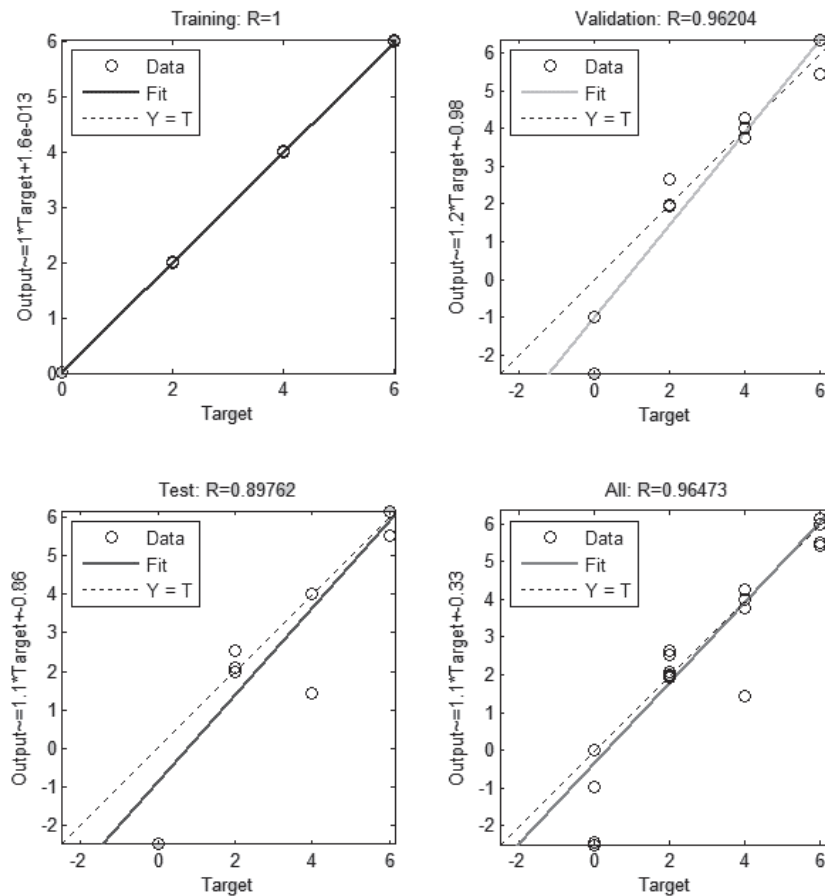 Training: R=1
6
5
4
3
2
1
0
0 2 4 6
Data
Fit
Y = T
Output~=1*Target+1.6e-013
Target
Validation: R=0.96204
6
5
4
3
2
1
0
-1
-2
-2 0 2 4 6
Data
Fit
Y = T
Output~=1.2*Target+-0.98
Target
Test: R=0.89762
6
5
4
3
2
1
0
-1
-2
-2 0 2 4 6
Data
Fit
Y = T
Output~=1.1*Target+-0.86
Target
All: R=0.96473
6
5
4
3
2
1
0
-1
-2
-2 0 2 4 6
Data
Fit
Y = T
Output~=1.1*Target+-0.33
Target